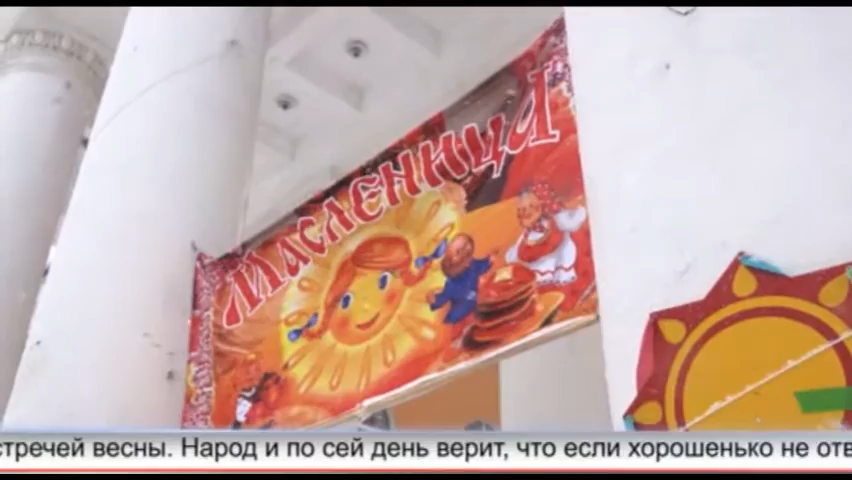 Масленица
стречей весны. Народ и по сей день верит, что если хорошенько не отв